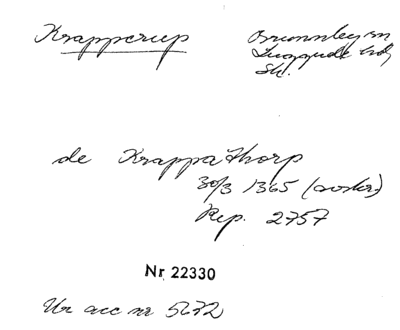 Krapperup
Brunnby sn
Luggude hd
Sk.
de Krappathorp
30/3 1365 (avskr.)
Rep. 2757
Nr 22330
Ur acc nr 5672